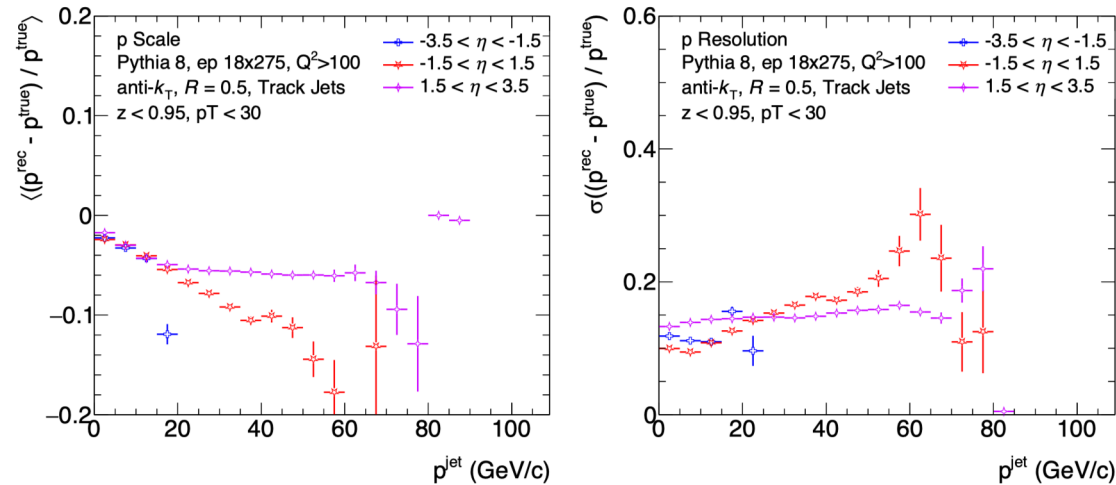 ⟨(p^rec - p^true) / p^true⟩
0.2
0.1
0
−0.1
−0.2
p Scale
Pythia 8, ep 18x275, Q²>100
anti-k_T, R = 0.5, Track Jets
z < 0.95, pT < 30
-3.5 < η < -1.5
-1.5 < η < 1.5
1.5 < η < 3.5
0 20 40 60 80 100
p^jet (GeV/c)
σ((p^rec - p^true) / p^true)
0.6
0.4
0.2
0
p Resolution
Pythia 8, ep 18x275, Q²>100
anti-k_T, R = 0.5, Track Jets
z < 0.95, pT < 30
-3.5 < η < -1.5
-1.5 < η < 1.5
1.5 < η < 3.5
0 20 40 60 80 100
p^jet (GeV/c)